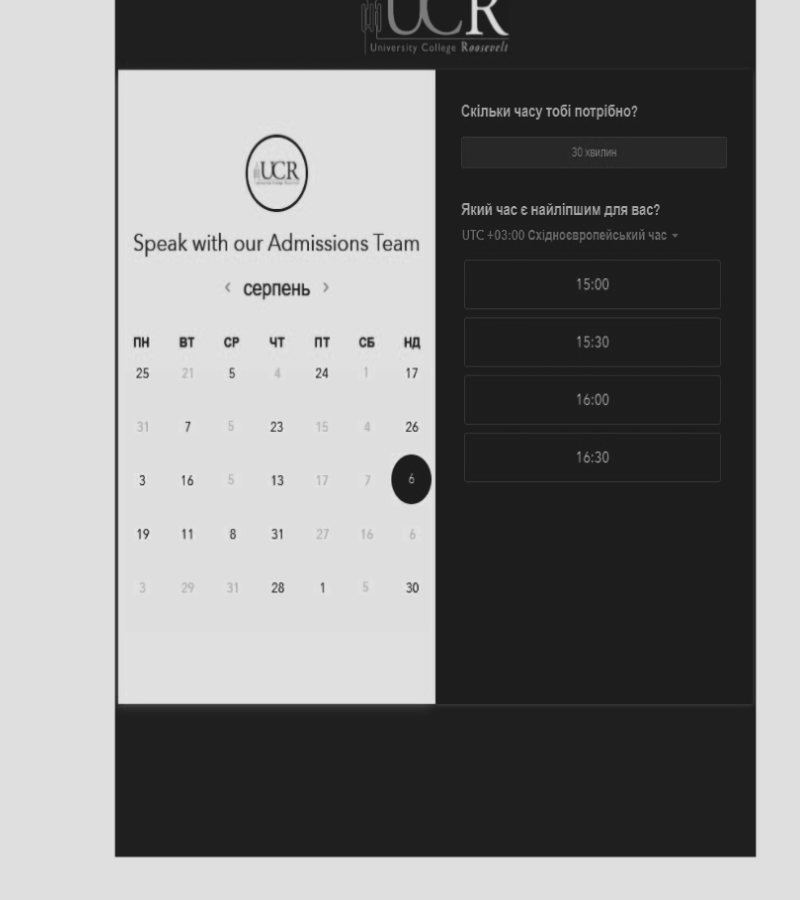 UCR
University College Roosevelt
UCR
Speak with our Admissions Team
‹ серпень ›
ПН ВТ СР ЧТ ПТ СБ НД
25 21 5 4 24 1 17
31 7 5 23 15 4 26
3 16 5 13 17 7 6
19 11 8 31 27 16 6
3 29 31 28 1 5 30
Скільки часу тобі потрібно?
30 хвилин
Який час є найліпшим для вас?
UTC +03:00 Східноєвропейський час
15:00
15:30
16:00
16:30